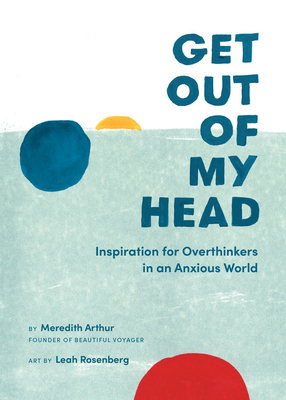 GET
OUT
OF
MY
HEAD
Inspiration for Overthinkers
in an Anxious World
BY Meredith Arthur
FOUNDER OF BEAUTIFUL VOYAGER
ART BY Leah Rosenberg